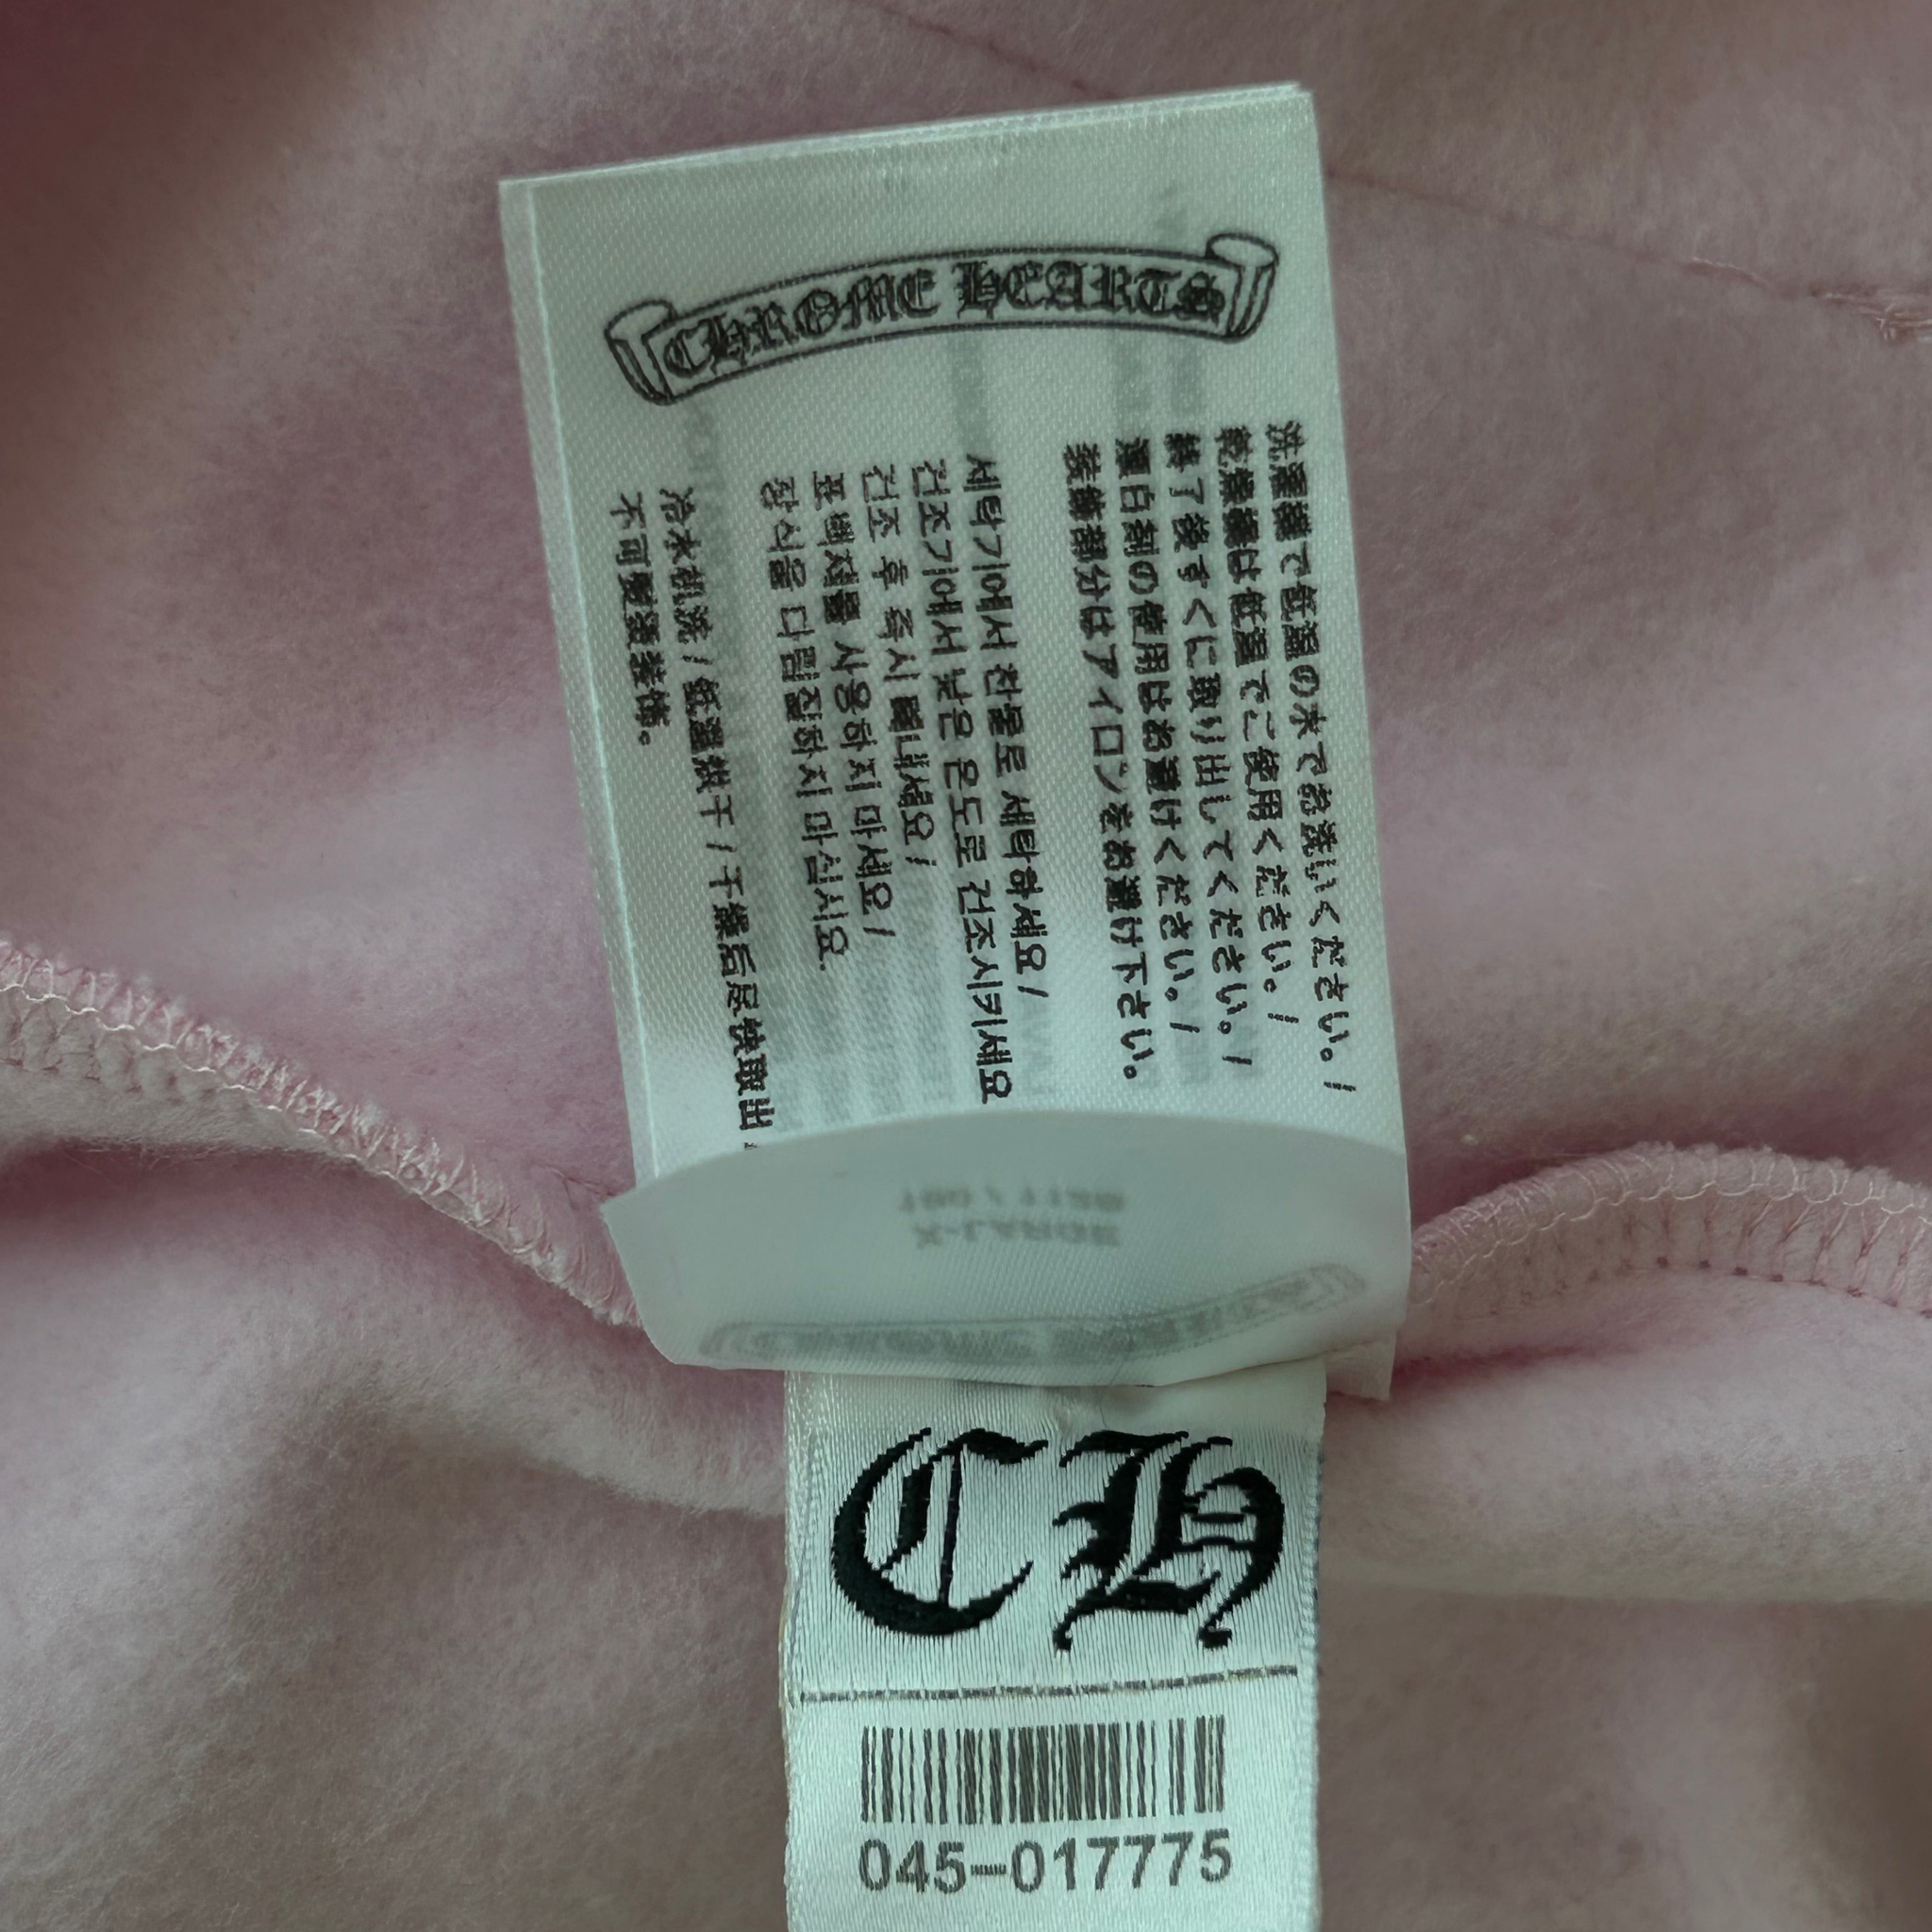 CHROME HEARTS
洗濯機で低温の水でお洗いください。/
乾燥機は低温でご使用ください。/
終了後すぐに取り出してください。/
漂白剤の使用はお避けください。/
装飾部分はアイロンをお避け下さい。
세탁기에서 찬물로 세탁하세요 /
건조기에서 낮은 온도로 건조시키세요
건조 후 즉시 빼내세요 /
표백제를 사용하지 마세요 /
장식을 다림질하지 마십시요.
冷水机洗 / 低温烘干 / 干燥后尽快取出
不可熨烫装饰。
CH
045-017775